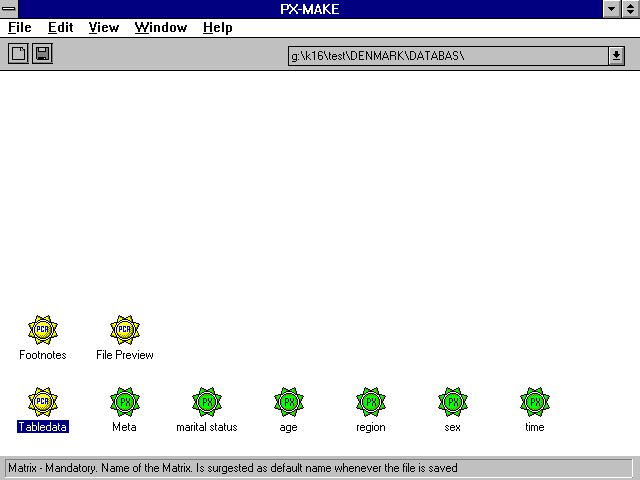 PX-MAKE
File Edit View Window Help
g:\k16\test\DENMARK\DATABAS\
PCA PCA
Footnotes File Preview
PCA PX PX PX PX PX PX
Tabledata Meta marital status age region sex time
Matrix - Mandatory. Name of the Matrix. Is surgested as default name whenever the file is saved